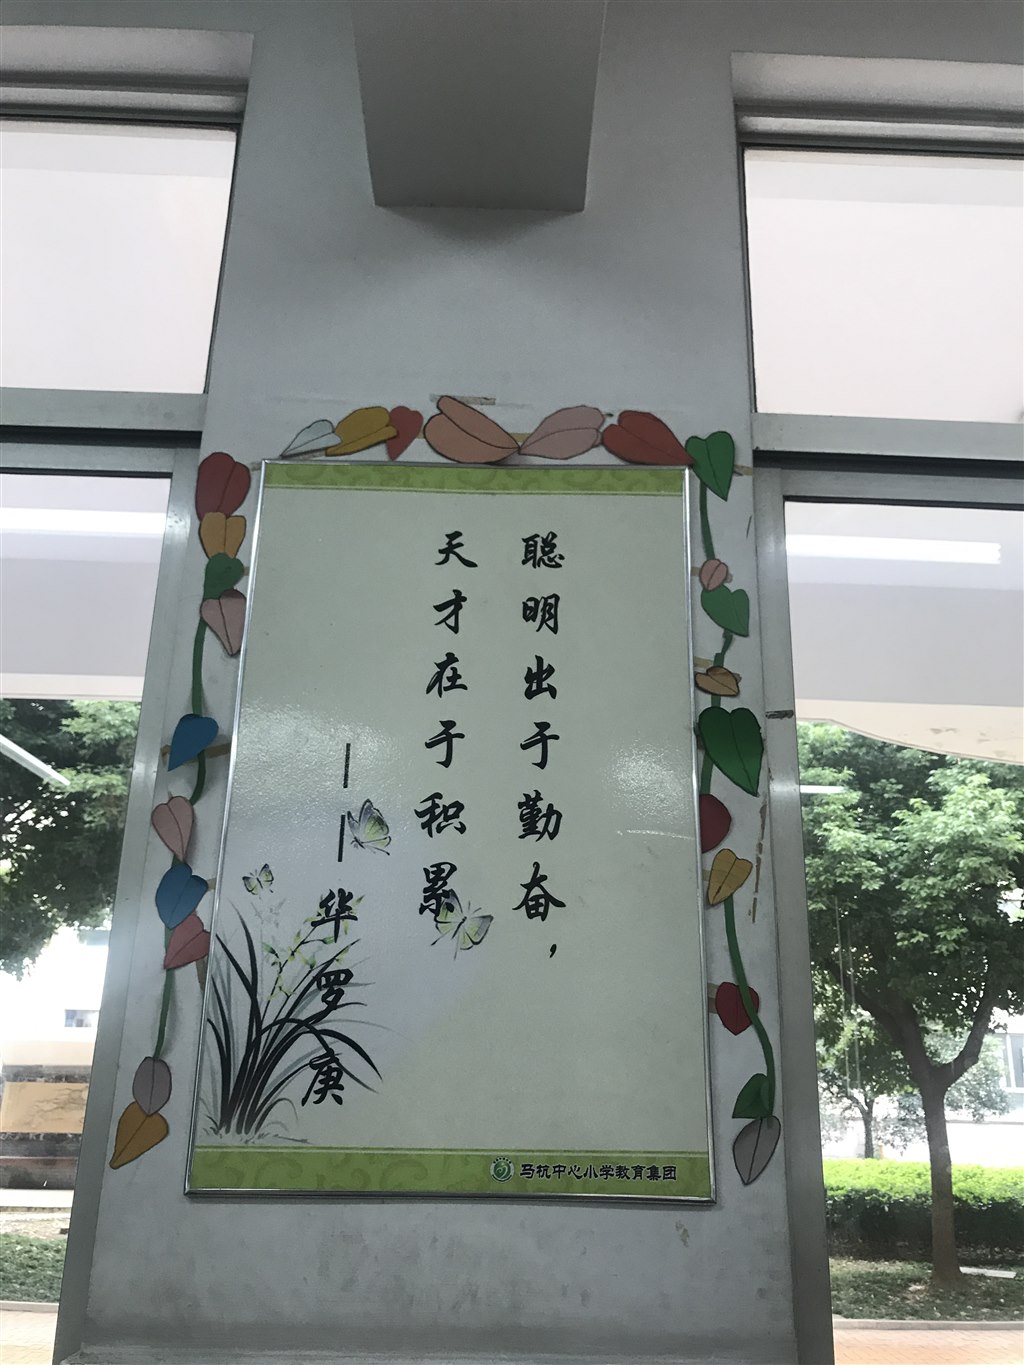 聪明出于勤奋，
天才在于积累
——华罗庚
马杭中心小学教育集团